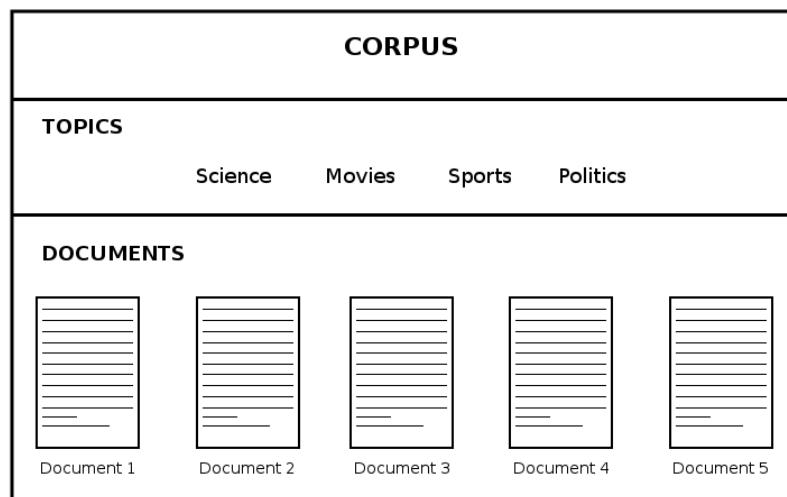 CORPUS
TOPICS
Science Movies Sports Politics
DOCUMENTS
Document 1 Document 2 Document 3 Document 4 Document 5